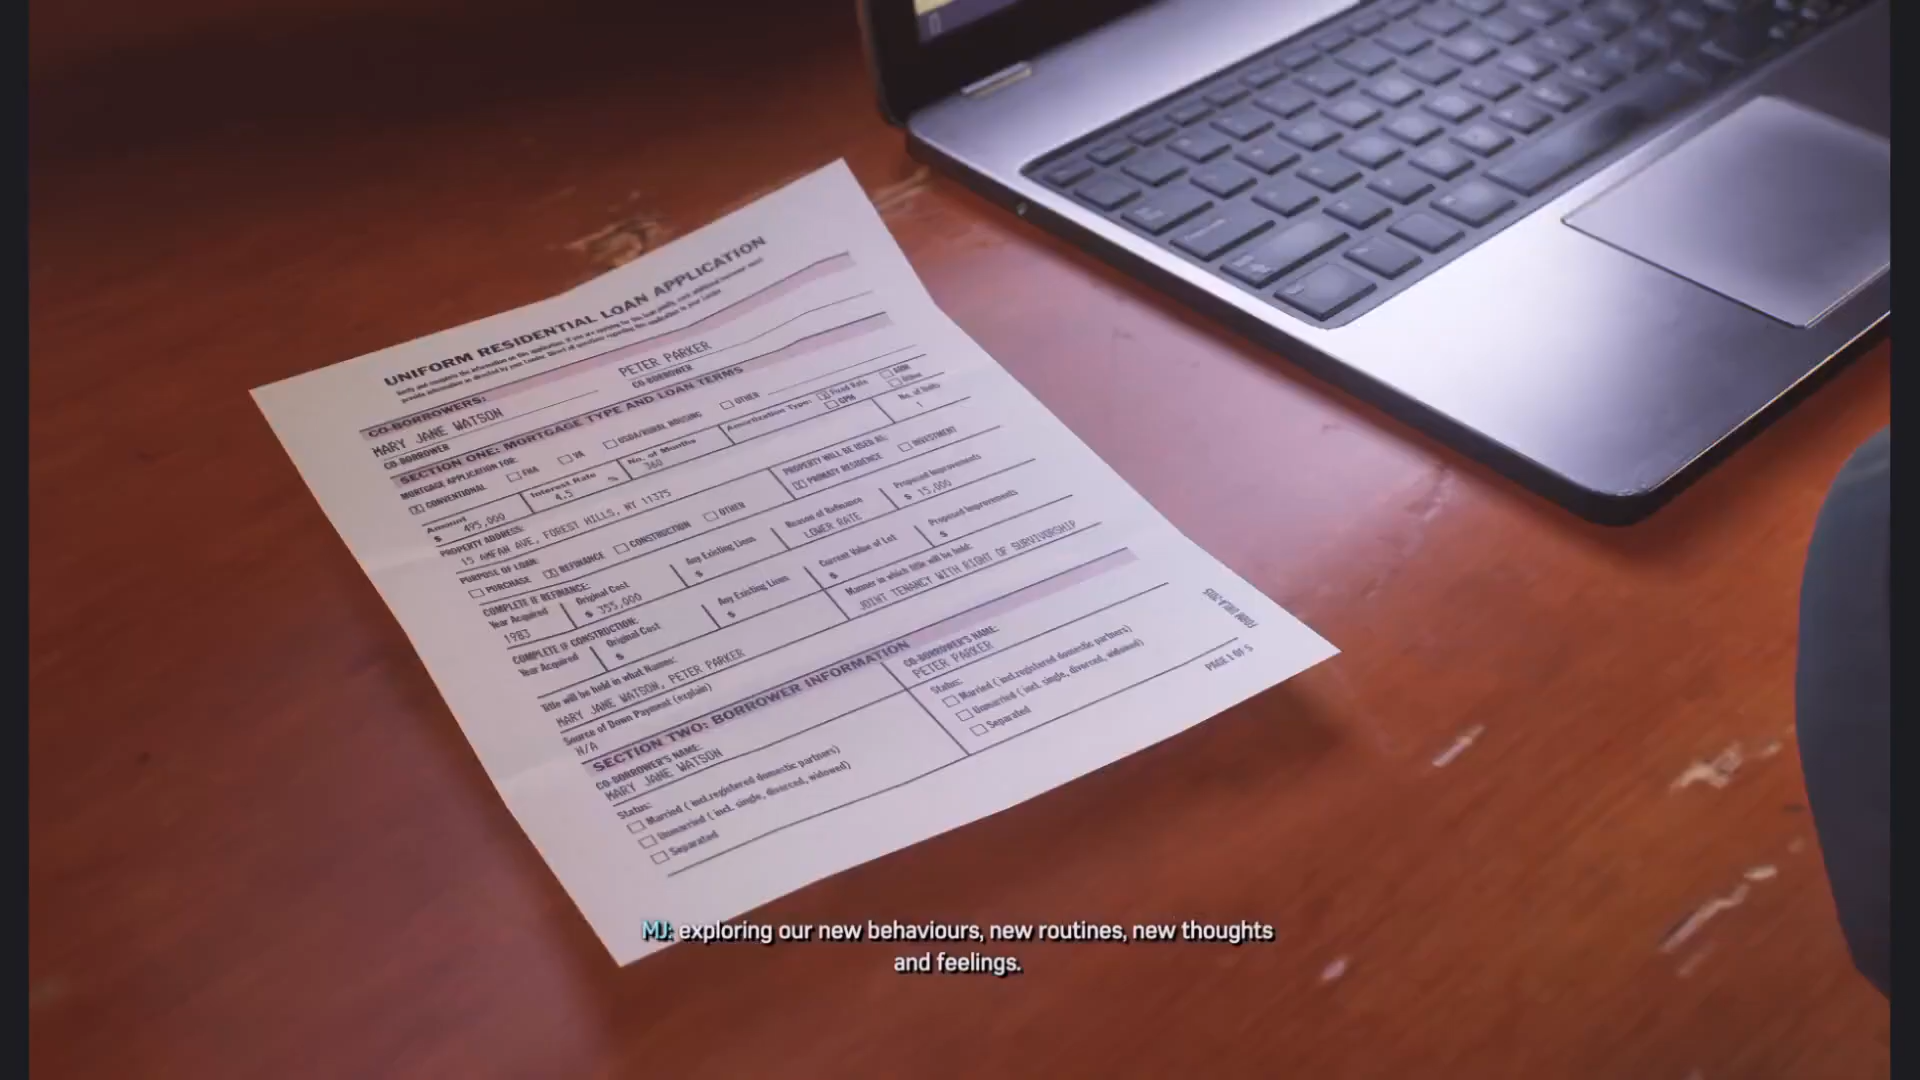 UNIFORM RESIDENTIAL LOAN APPLICATION
CO-BORROWERS:
MARY JANE WATSON
CO-BORROWER
PETER PARKER
CO-BORROWER
SECTION ONE: MORTGAGE TYPE AND LOAN TERMS
MORTGAGE APPLICATION FOR:
CONVENTIONAL FHA VA USDA/RURAL HOUSING OTHER
Amount
$ 495,000
Interest Rate
4.5 %
No. of Months
360
Amortization Type: Fixed Rate GPM ARM Other
No. of Units
1
PROPERTY ADDRESS:
FOREST HILLS, NY 11375
PROPERTY WILL BE USED AS:
PRIMARY RESIDENCE INVESTMENT
PURPOSE OF LOAN:
PURCHASE REFINANCE CONSTRUCTION OTHER
COMPLETE IF REFINANCE:
Year Acquired
1983
Original Cost
$ 355,000
Any Existing Liens
$
Reason of Refinance
LOWER RATE
Proposed Improvements
$ 15,000
COMPLETE IF CONSTRUCTION:
Year Acquired
Original Cost
$
Any Existing Liens
$
Current Value of Lot
$
Proposed Improvements
$
Title will be held in what Names:
MARY JANE WATSON, PETER PARKER
Manner in which title will be held:
JOINT TENANCY WITH RIGHT OF SURVIVORSHIP
Source of Down Payment (explain)
N/A
SECTION TWO: BORROWER INFORMATION
CO-BORROWER'S NAME:
MARY JANE WATSON
Status:
Married ( incl.registered domestic partners)
Unmarried ( incl. single, divorced, widowed)
Separated
CO-BORROWER'S NAME:
PETER PARKER
Status:
Married ( incl.registered domestic partners)
Unmarried ( incl. single, divorced, widowed)
Separated
PAGE 1 OF 5
MJ: exploring our new behaviours, new routines, new thoughts
and feelings.